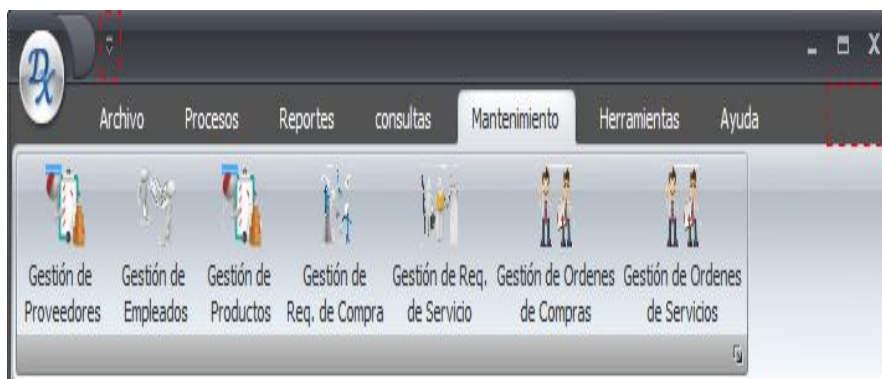 DX
Archivo Procesos Reportes consultas Mantenimiento Herramientas Ayuda
Gestión de Gestión de Gestión de Gestión de Gestión de Req. Gestión de Ordenes Gestión de Ordenes
Proveedores Empleados Productos Req. de Compra de Servicio de Compras de Servicios